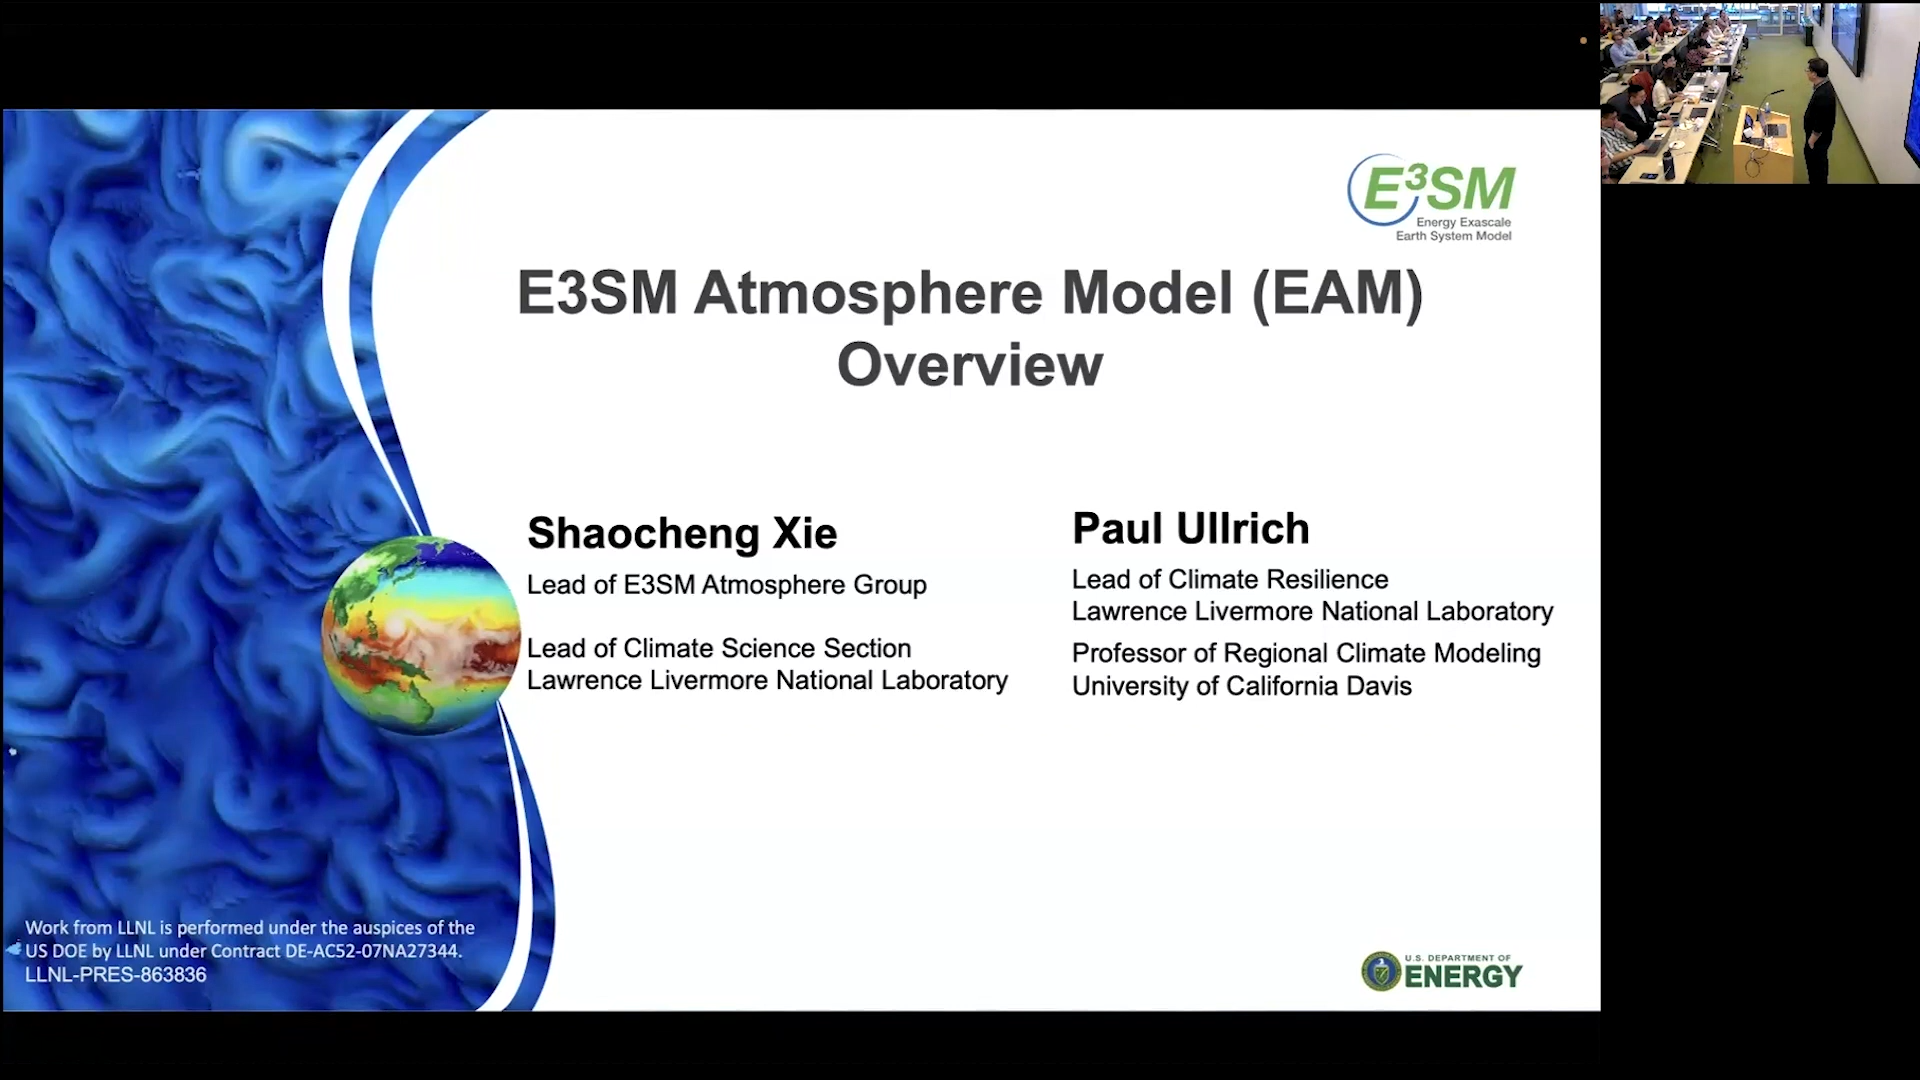 E³SM
Energy Exascale
Earth System Model
E3SM Atmosphere Model (EAM)
Overview
Shaocheng Xie
Lead of E3SM Atmosphere Group
Lead of Climate Science Section
Lawrence Livermore National Laboratory
Paul Ullrich
Lead of Climate Resilience
Lawrence Livermore National Laboratory
Professor of Regional Climate Modeling
University of California Davis
Work from LLNL is performed under the auspices of the
US DOE by LLNL under Contract DE-AC52-07NA27344.
LLNL-PRES-863836
U.S. DEPARTMENT OF
ENERGY